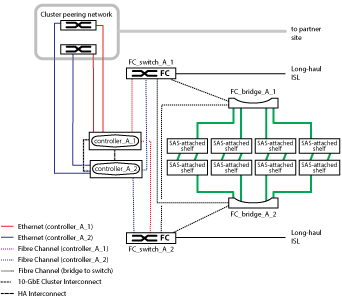 Cluster peering network
to partner
site
FC_switch_A_1
FC
Long-haul
ISL
FC_bridge_A_1
controller_A_1
controller_A_2
SAS-attached
shelf
SAS-attached
shelf
SAS-attached
shelf
SAS-attached
shelf
SAS-attached
shelf
SAS-attached
shelf
SAS-attached
shelf
SAS-attached
shelf
FC_bridge_A_2
FC
FC_switch_A_2
Long-haul
ISL
Ethernet (controller_A_1)
Ethernet (controller_A_2)
Fibre Channel (controller_A_1)
Fibre Channel (controller_A_2)
Fibre Channel (bridge to switch)
10-GbE Cluster Interconnect
HA Interconnect